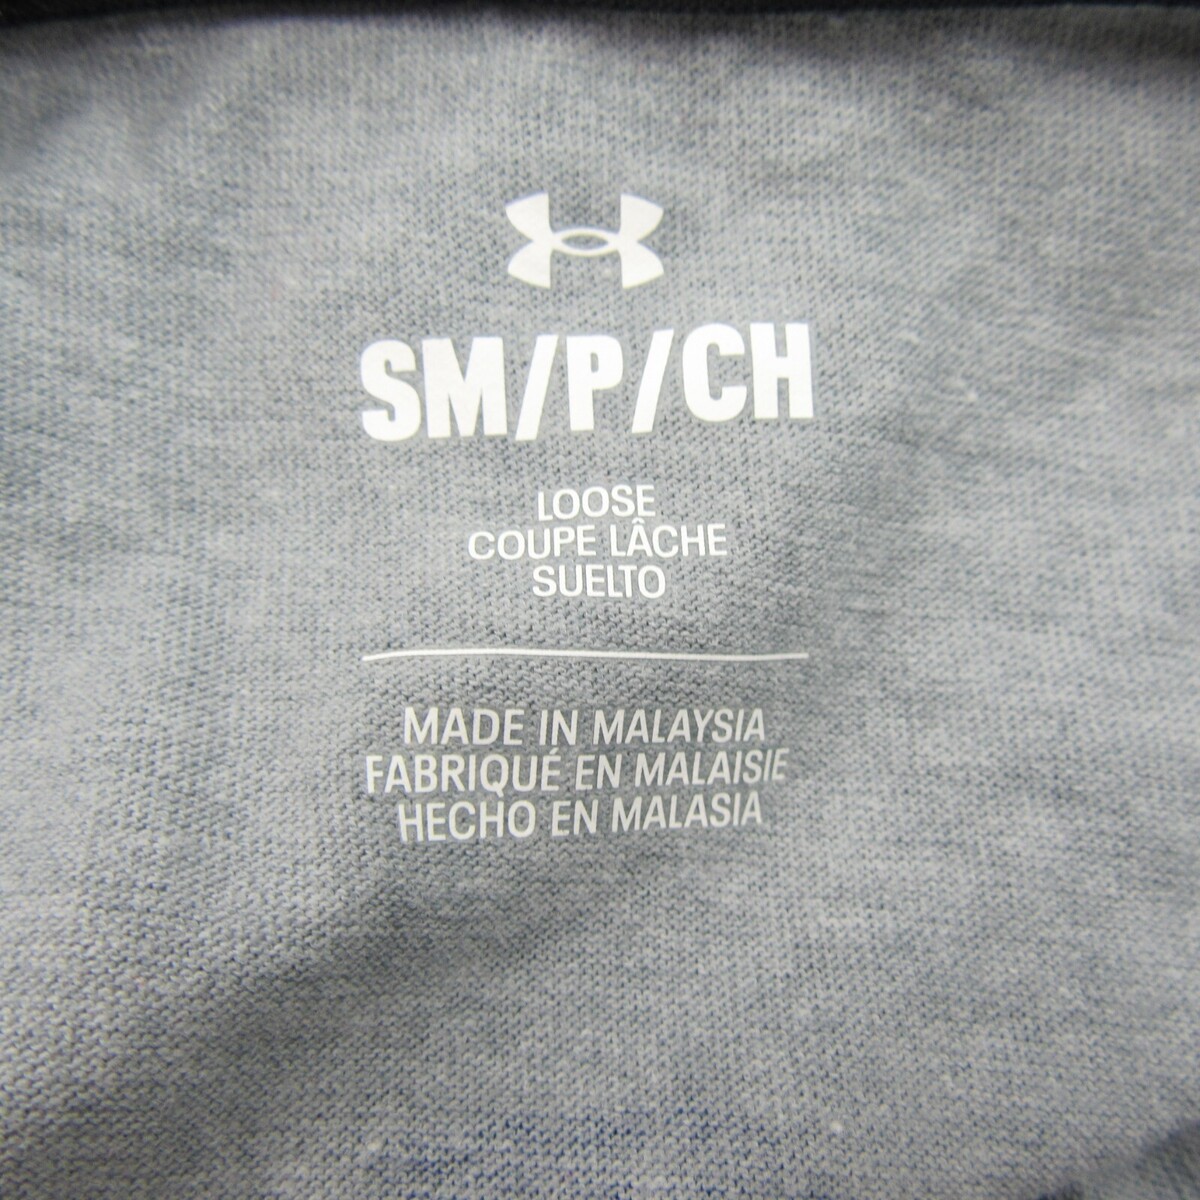 SM/P/CH
LOOSE
COUPE LÂCHE
SUELTO
MADE IN MALAYSIA
FABRIQUÉ EN MALAISIE
HECHO EN MALASIA